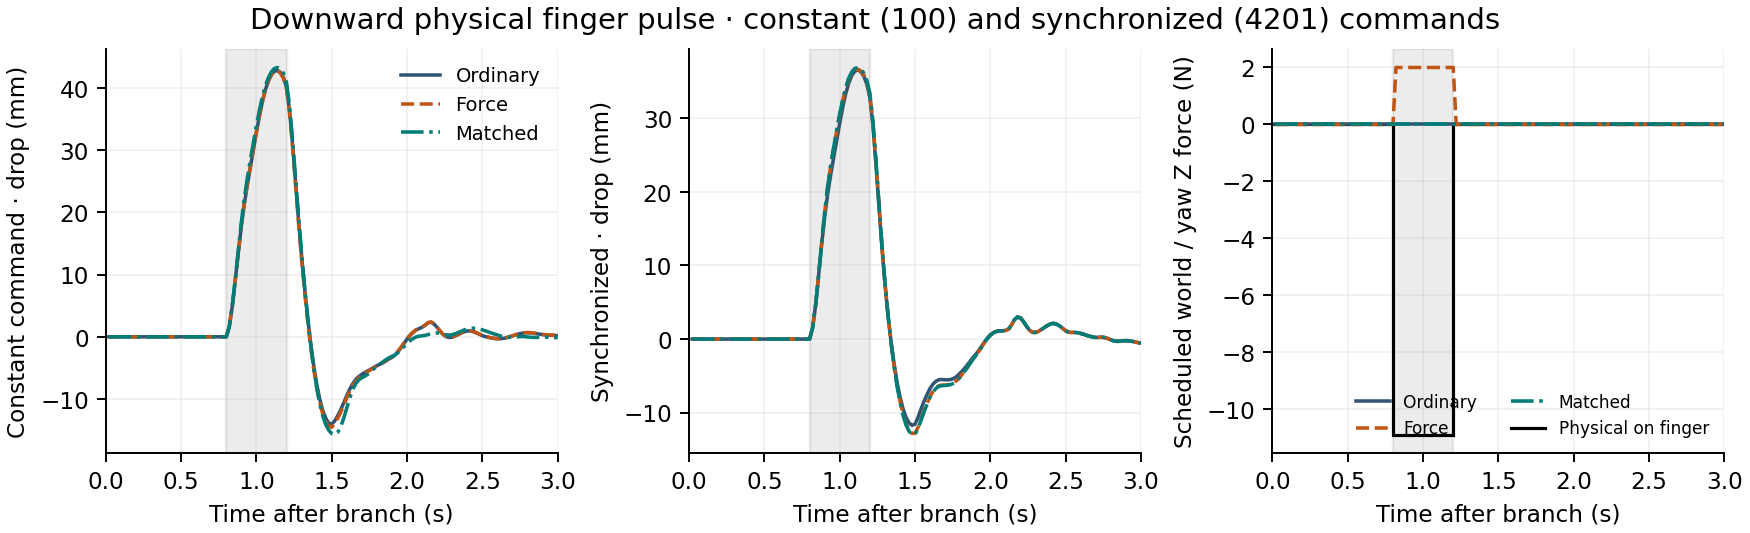 Downward physical finger pulse · constant (100) and synchronized (4201) commands
Constant command · drop (mm)
40
30
20
10
0
−10
Ordinary
Force
Matched
0.0 0.5 1.0 1.5 2.0 2.5 3.0
Time after branch (s)
Synchronized · drop (mm)
30
20
10
0
−10
0.0 0.5 1.0 1.5 2.0 2.5 3.0
Time after branch (s)
Scheduled world / yaw Z force (N)
2
0
−2
−4
−6
−8
−10
Ordinary
Force
Matched
Physical on finger
0.0 0.5 1.0 1.5 2.0 2.5 3.0
Time after branch (s)